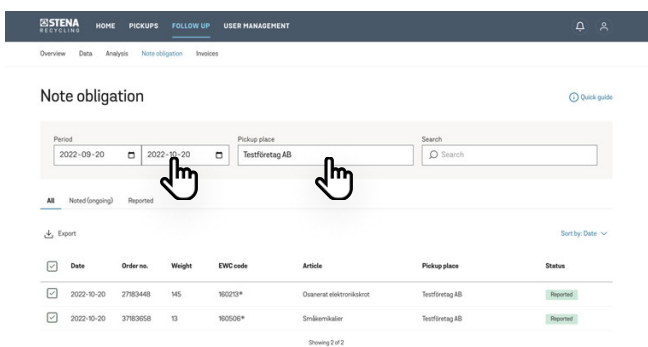 STENA
RECYCLING
HOME PICKUPS FOLLOW UP USER MANAGEMENT
Overview Data Analysis Note obligation Invoices
Note obligation
Quick guide
Period Pickup place Search
2022-09-20 2022-10-20 Testföretag AB Search
All Noted (ongoing) Reported
Export Sort by: Date
Date Order no. Weight EWC code Article Pickup place Status
2022-10-20 27183448 145 160213* Osanerat elektronikskrot Testföretag AB Reported
2022-10-20 37183658 13 160506* Småkemikalier Testföretag AB Reported
Showing 2 of 2